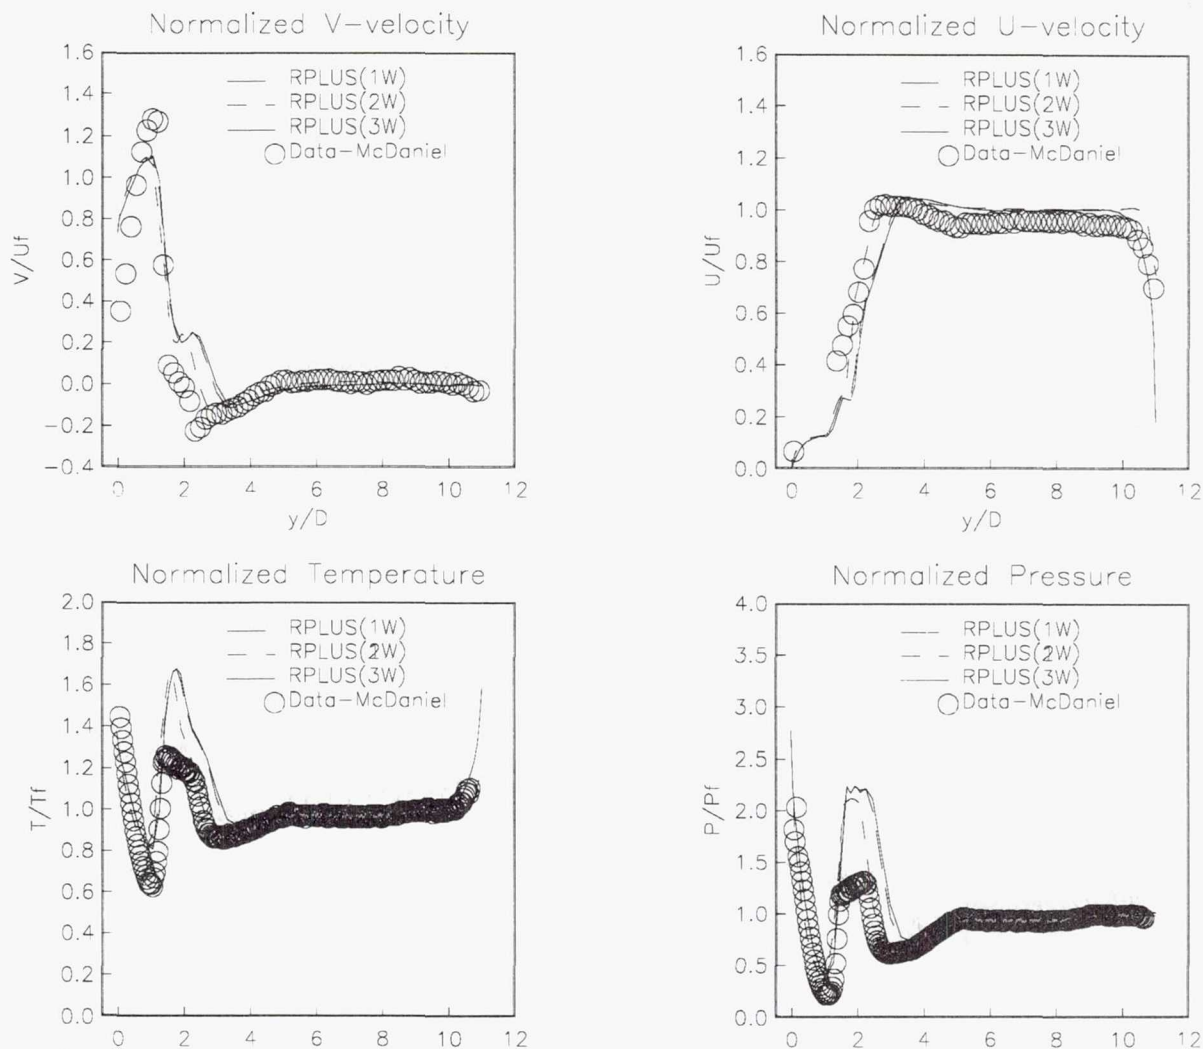 Normalized V-velocity
1.6
1.4
1.2
1.0
0.8
0.6
0.4
0.2
0.0
-0.2
-0.4
V/Uf
RPLUS(1W)
RPLUS(2W)
RPLUS(3W)
Data-McDaniel
0 2 4 6 8 10 12
y/D
Normalized U-velocity
1.6
1.4
1.2
1.0
0.8
0.6
0.4
0.2
0.0
U/Uf
RPLUS(1W)
RPLUS(2W)
RPLUS(3W)
Data-McDaniel
0 2 4 6 8 10 12
y/D
Normalized Temperature
2.0
1.8
1.6
1.4
1.2
1.0
0.8
0.6
0.4
0.2
0.0
T/Tf
RPLUS(1W)
RPLUS(2W)
RPLUS(3W)
Data-McDaniel
0 2 4 6 8 10 12
Normalized Pressure
4.0
3.5
3.0
2.5
2.0
1.5
1.0
0.5
0.0
P/Pf
RPLUS(1W)
RPLUS(2W)
RPLUS(3W)
Data-McDaniel
0 2 4 6 8 10 12